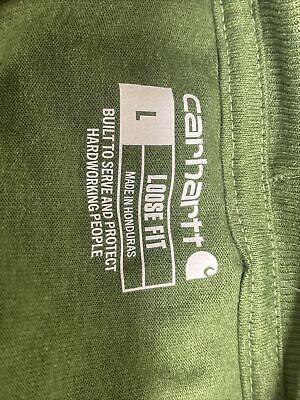 carhartt
L
LOOSE FIT
MADE IN HONDURAS
BUILT TO SERVE AND PROTECT
HARDWORKING PEOPLE